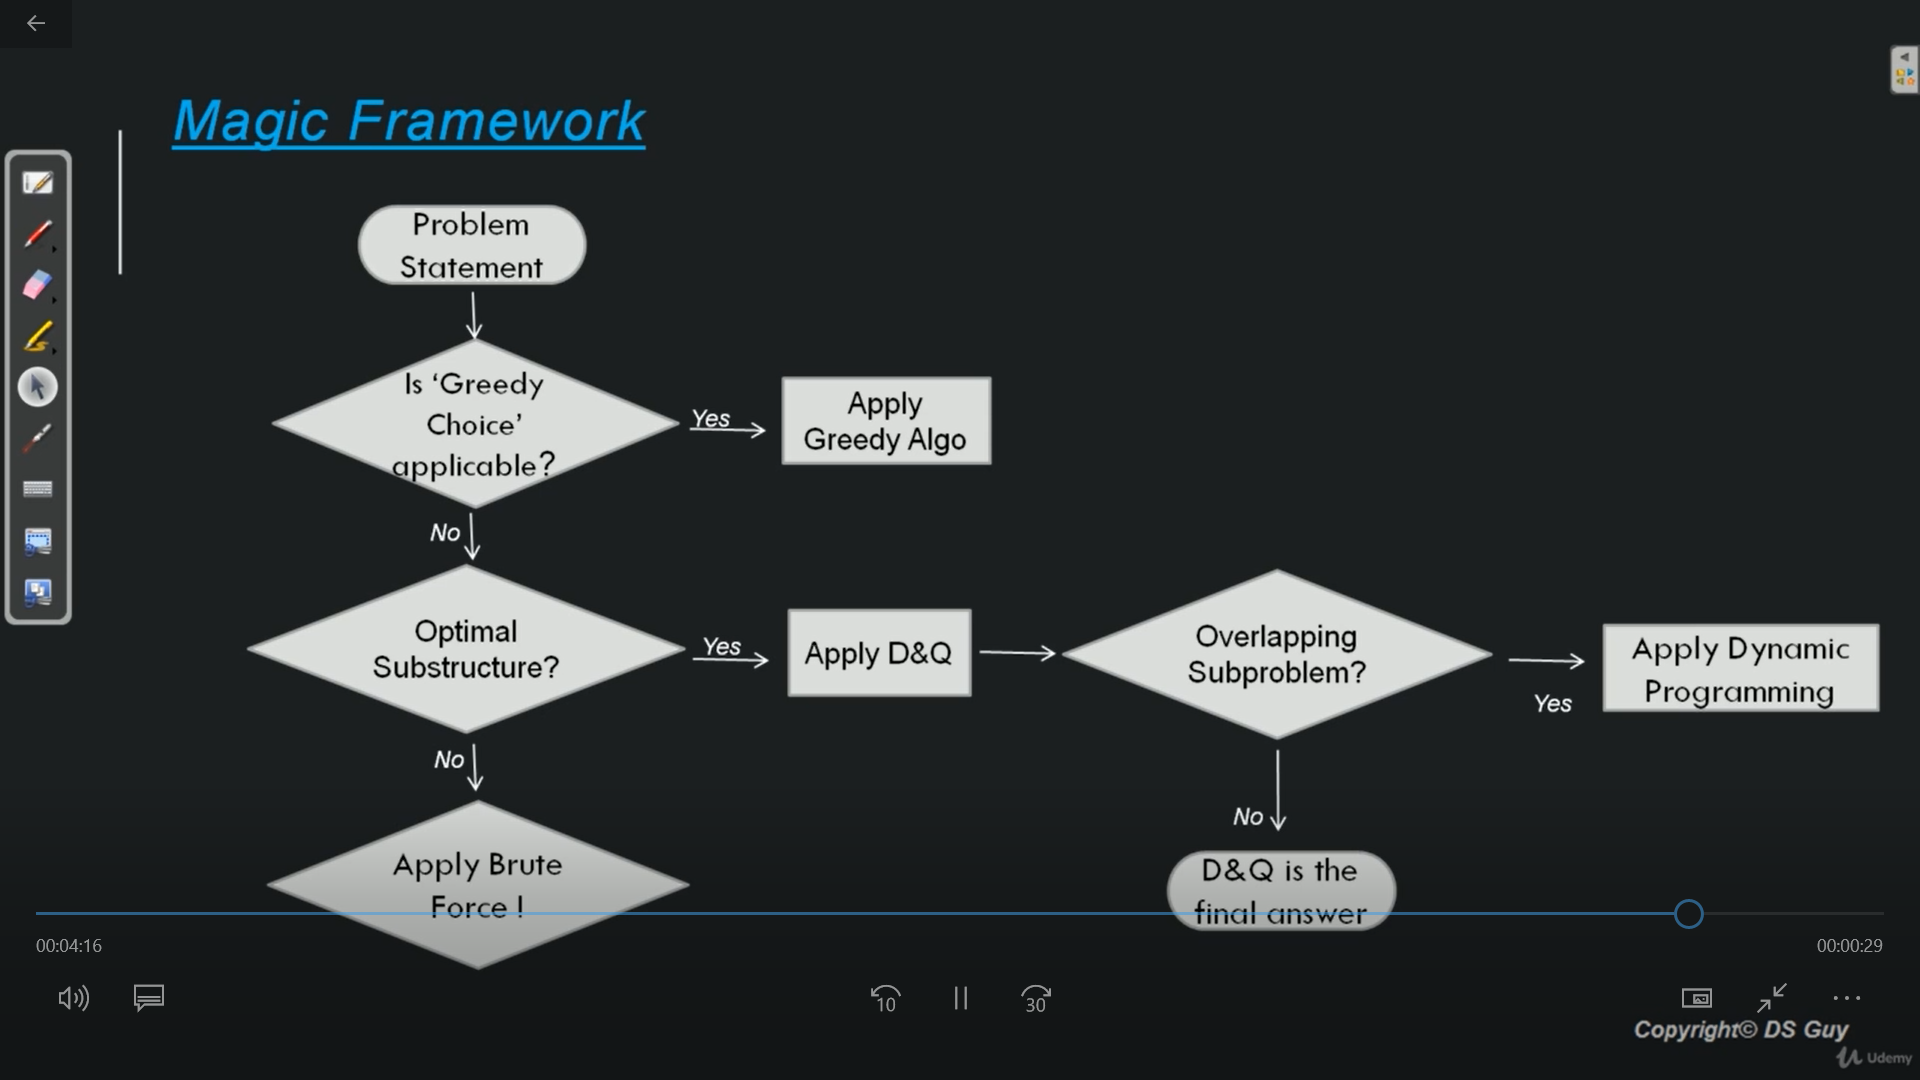 Magic Framework
Problem
Statement
Is ‘Greedy
Choice’
applicable?
Yes
Apply
Greedy Algo
No
Optimal
Substructure?
Yes
Apply D&Q
Overlapping
Subproblem?
Yes
Apply Dynamic
Programming
No
Apply Brute
Force !
No
D&Q is the
final answer
00:04:16
00:00:29
10
30
Copyright© DS Guy
Udemy